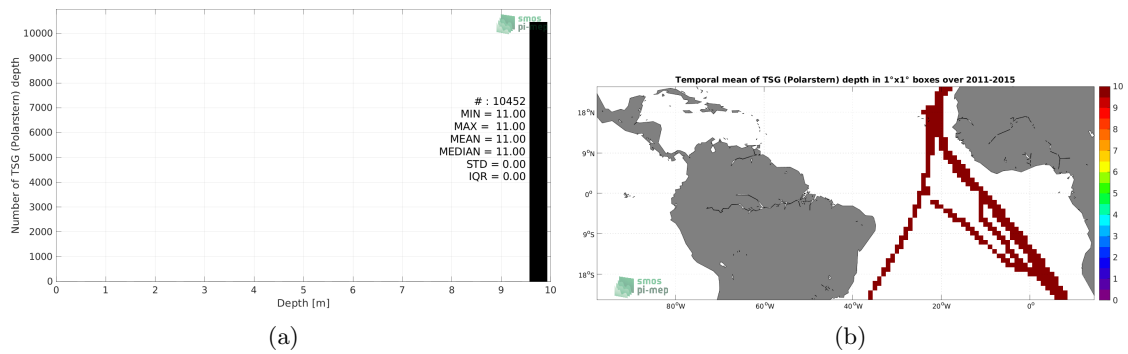 smos
pi-mep
10000
9000
8000
7000
6000
5000
4000
3000
2000
1000
0
Number of TSG (Polarstern) depth
# : 10452
MIN = 11.00
MAX = 11.00
MEAN = 11.00
MEDIAN = 11.00
STD = 0.00
IQR = 0.00
0 1 2 3 4 5 6 7 8 9 10
Depth [m]
(a)
Temporal mean of TSG (Polarstern) depth in 1°x1° boxes over 2011-2015
18°N
9°N
0°
9°S
18°S
smos
pi-mep
80°W 60°W 40°W 20°W 0°
10
9
8
7
6
5
4
3
2
1
0
(b)